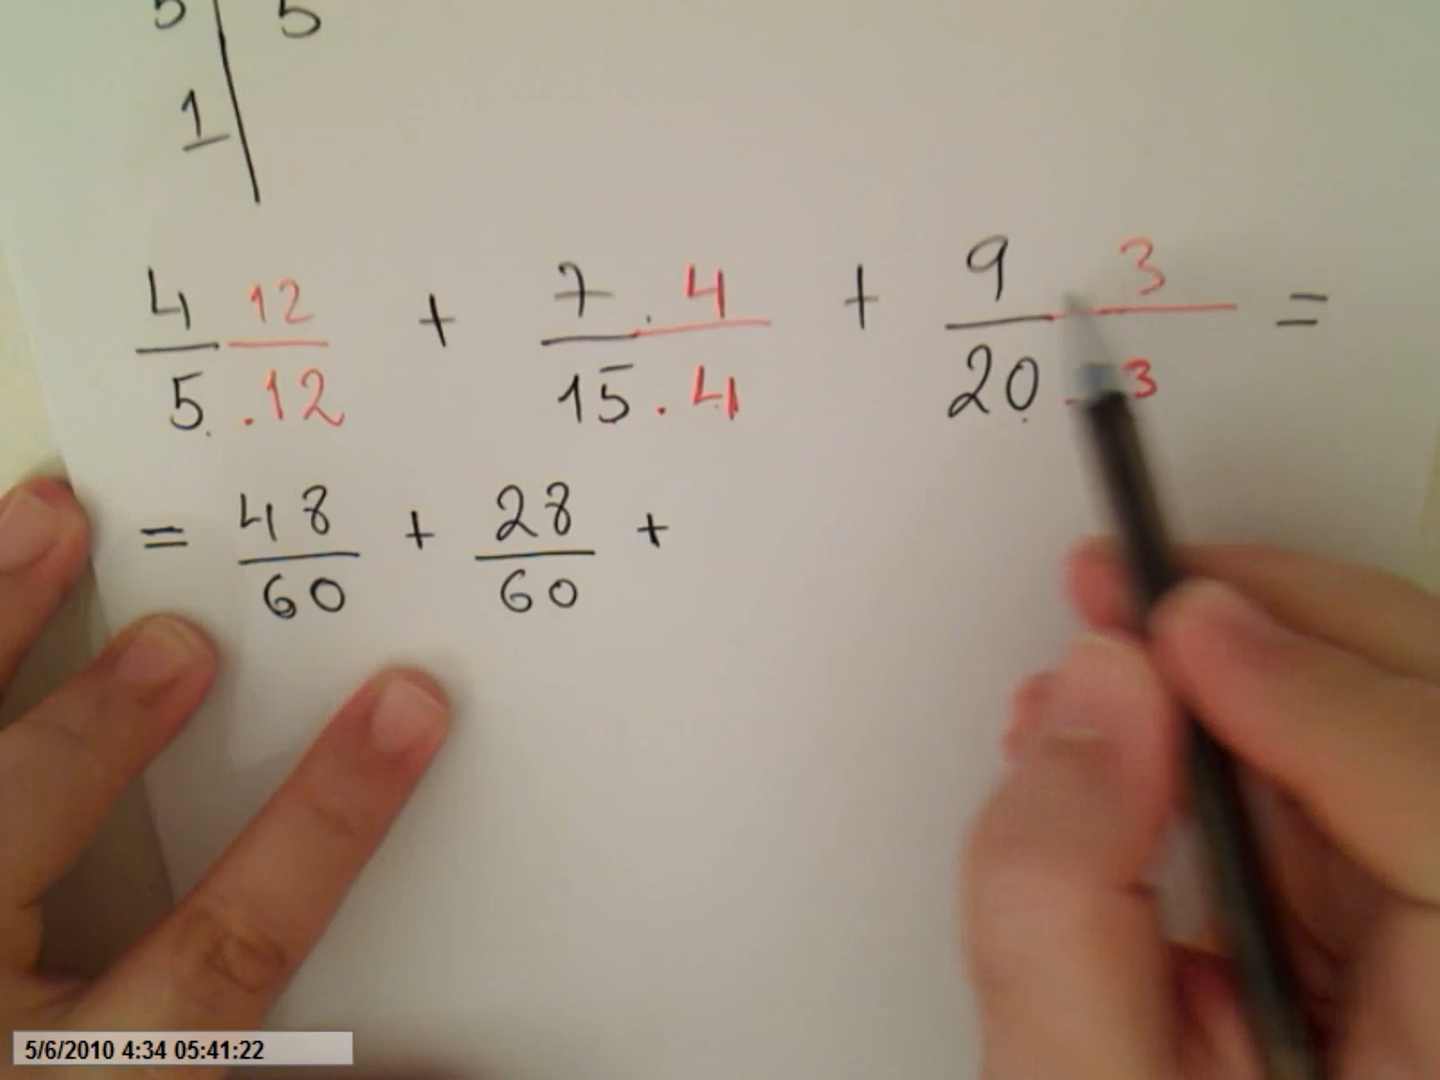 5 | 5
1 |
4/5 12/.12 + 7/15 . 4/. 4 + 9/20 3/. 3 =
= 48/60 + 28/60 +
5/6/2010 4:34 05:41:22